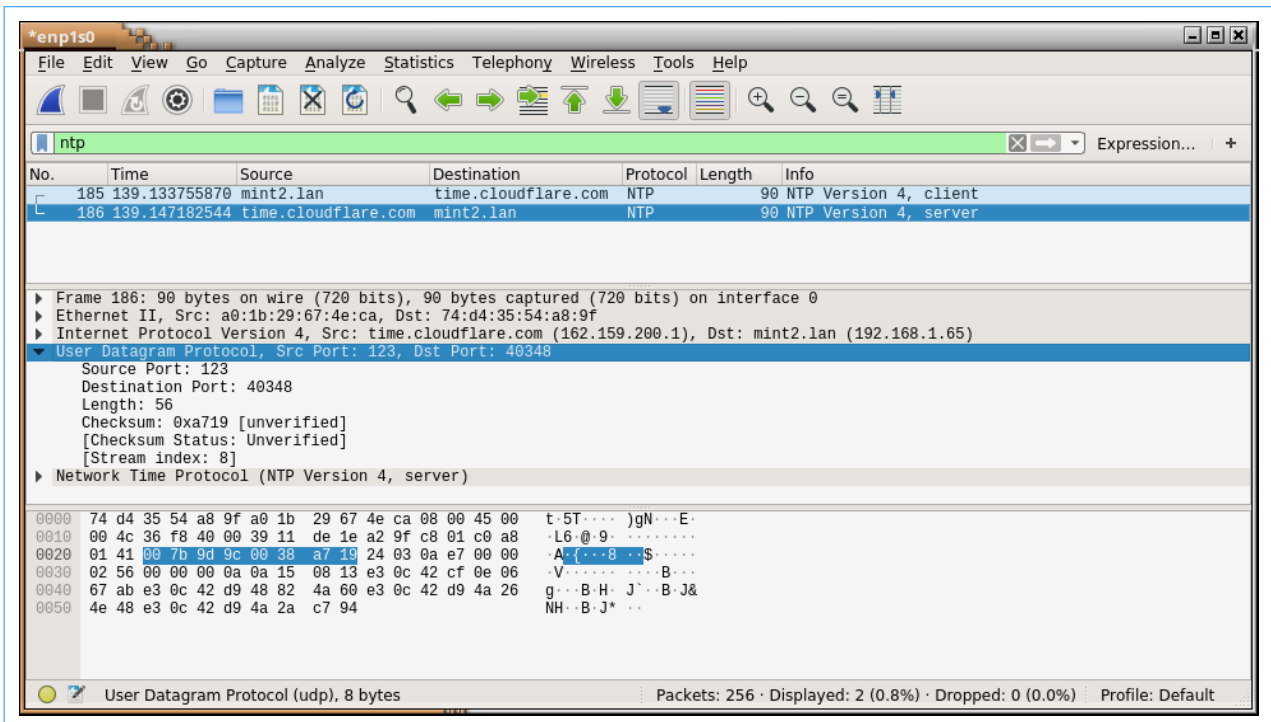 *enp1s0
File Edit View Go Capture Analyze Statistics Telephony Wireless Tools Help
ntp Expression... +
No. Time Source Destination Protocol Length Info
185 139.133755870 mint2.lan time.cloudflare.com NTP 90 NTP Version 4, client
186 139.147182544 time.cloudflare.com mint2.lan NTP 90 NTP Version 4, server
Frame 186: 90 bytes on wire (720 bits), 90 bytes captured (720 bits) on interface 0
Ethernet II, Src: a0:1b:29:67:4e:ca, Dst: 74:d4:35:54:a8:9f
Internet Protocol Version 4, Src: time.cloudflare.com (162.159.200.1), Dst: mint2.lan (192.168.1.65)
User Datagram Protocol, Src Port: 123, Dst Port: 40348
Source Port: 123
Destination Port: 40348
Length: 56
Checksum: 0xa719 [unverified]
[Checksum Status: Unverified]
[Stream index: 8]
Network Time Protocol (NTP Version 4, server)
0000 74 d4 35 54 a8 9f a0 1b 29 67 4e ca 08 00 45 00 t·5T···· )gN···E·
0010 00 4c 36 f8 40 00 39 11 de 1e a2 9f c8 01 c0 a8 ·L6·@·9· ········
0020 01 41 00 7b 9d 9c 00 38 a7 19 24 03 0a e7 00 00 ·A·{···8 ··$·····
0030 02 56 00 00 00 0a 0a 15 08 13 e3 0c 42 cf 0e 06 ·V······ ····B···
0040 67 ab e3 0c 42 d9 48 82 4a 60 e3 0c 42 d9 4a 26 g···B·H· J`··B·J&
0050 4e 48 e3 0c 42 d9 4a 2a c7 94 NH··B·J* ··
User Datagram Protocol (udp), 8 bytes Packets: 256 · Displayed: 2 (0.8%) · Dropped: 0 (0.0%) Profile: Default